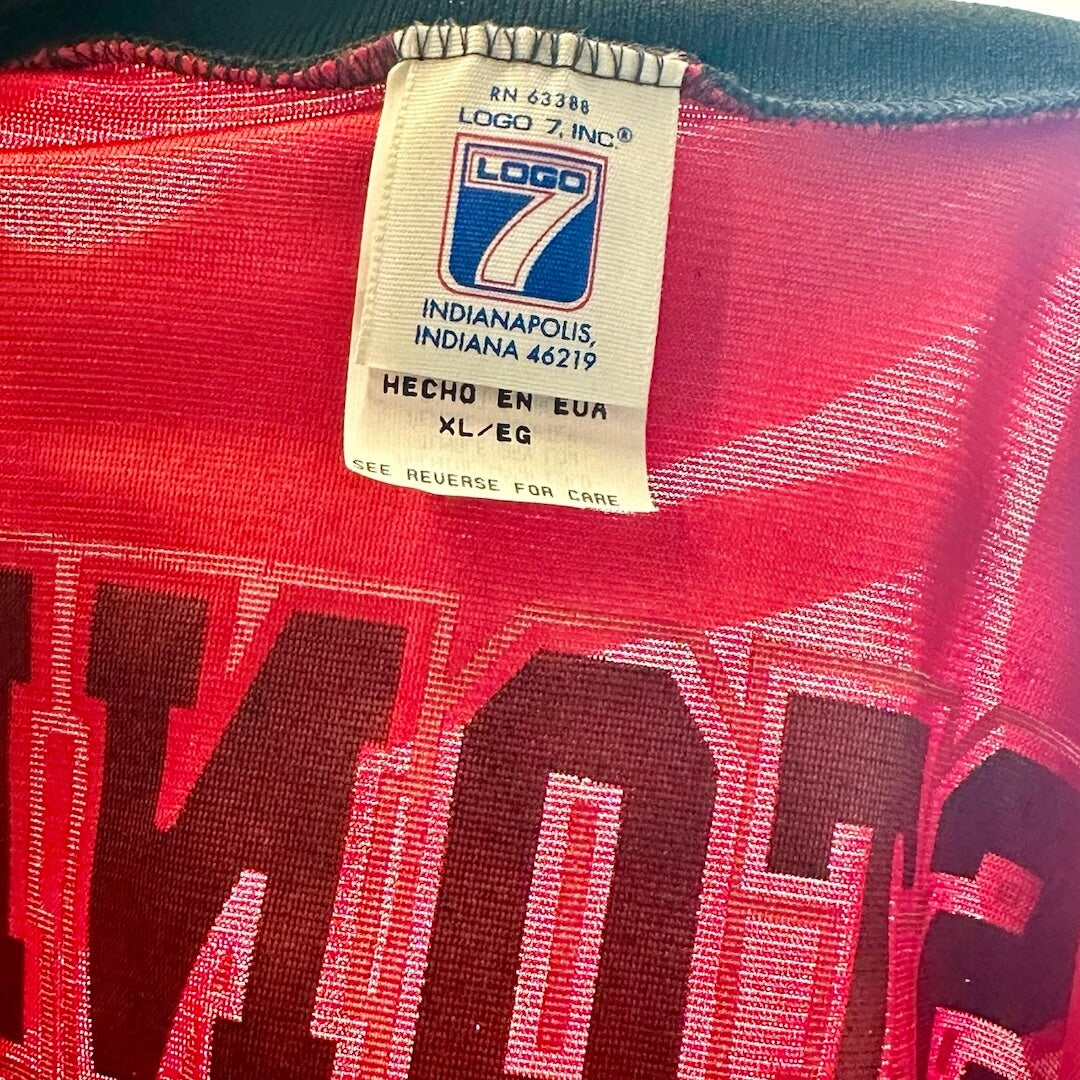 RN 63388
LOGO 7, INC®
LOGO
7
INDIANAPOLIS,
INDIANA 46219
HECHO EN EUA
XL/EG
SEE REVERSE FOR CARE